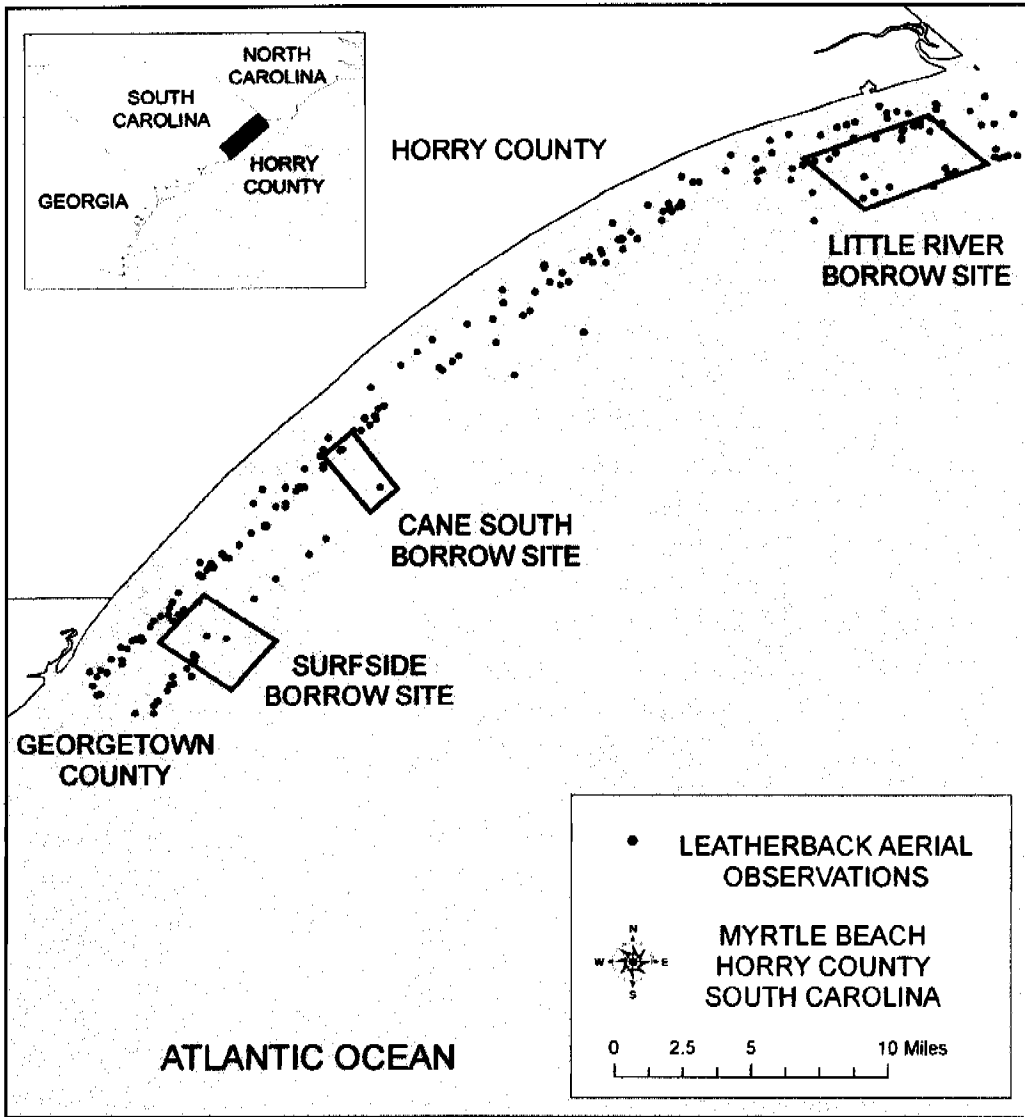 NORTH
CAROLINA
SOUTH
CAROLINA
HORRY
COUNTY
GEORGIA
HORRY COUNTY
LITTLE RIVER
BORROW SITE
CANE SOUTH
BORROW SITE
SURFSIDE
BORROW SITE
GEORGETOWN
COUNTY
LEATHERBACK AERIAL
OBSERVATIONS
N
W E
S
MYRTLE BEACH
HORRY COUNTY
SOUTH CAROLINA
0 2.5 5 10 Miles
ATLANTIC OCEAN